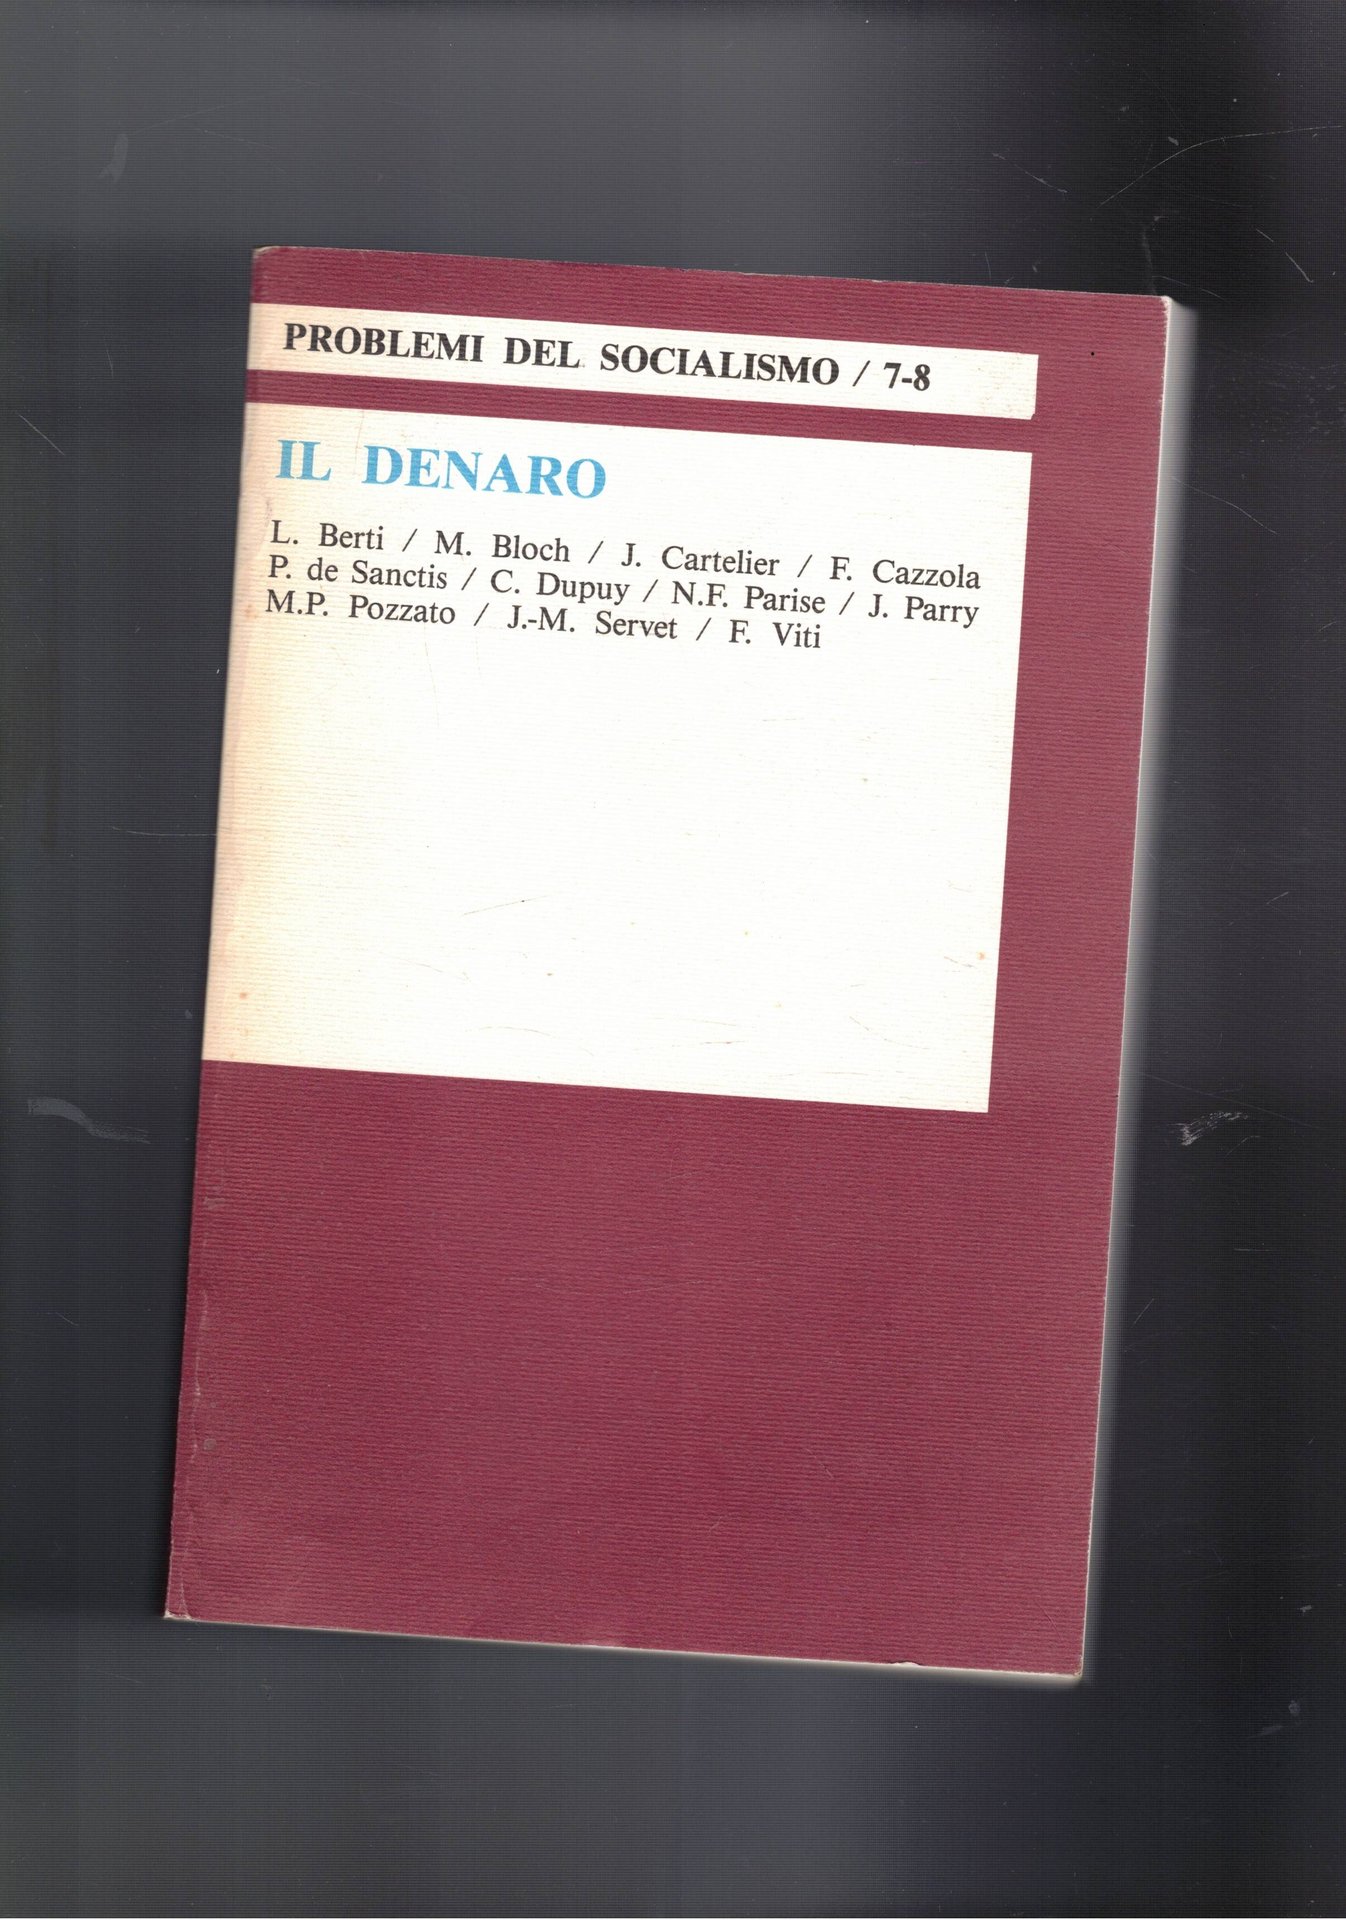 PROBLEMI DEL SOCIALISMO / 7-8
IL DENARO
L. Berti / M. Bloch / J. Cartelier / F. Cazzola
P. de Sanctis / C. Dupuy / N.F. Parise / J. Parry
M.P. Pozzato / J.-M. Servet / F. Viti